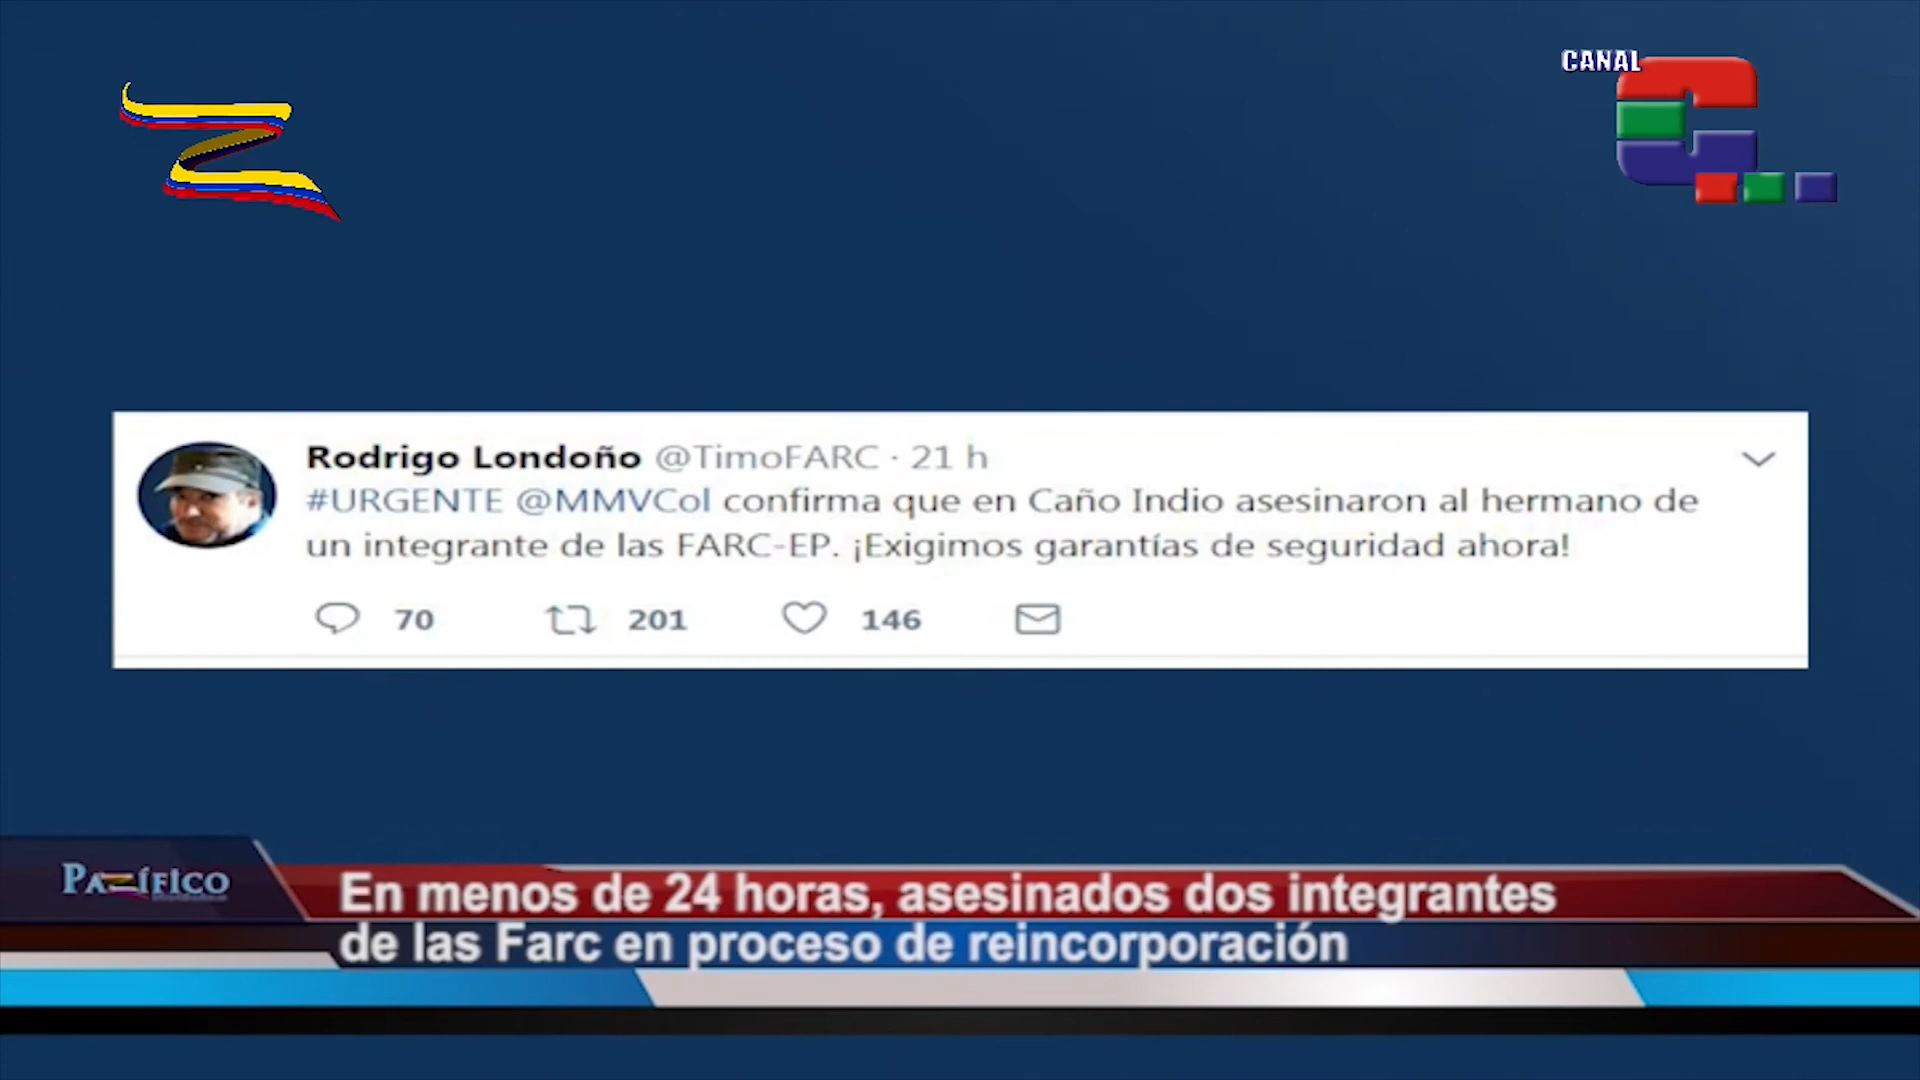 CANAL
Rodrigo Londoño @TimoFARC · 21 h
#URGENTE @MMVCol confirma que en Caño Indio asesinaron al hermano de
un integrante de las FARC-EP. ¡Exigimos garantías de seguridad ahora!
70 201 146
PaZífico
En menos de 24 horas, asesinados dos integrantes
de las Farc en proceso de reincorporación